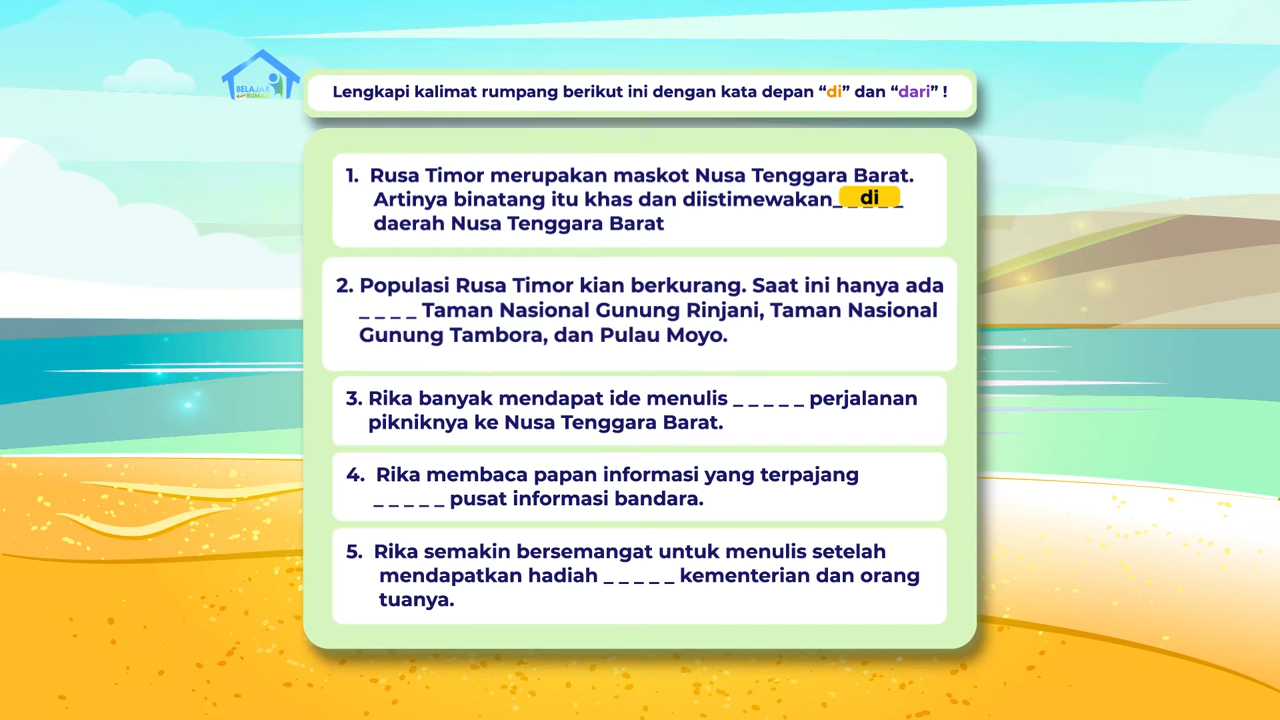 BELAJAR
dari RUMAH
Lengkapi kalimat rumpang berikut ini dengan kata depan “di” dan “dari” !
1. Rusa Timor merupakan maskot Nusa Tenggara Barat.
Artinya binatang itu khas dan diistimewakan_ di _
daerah Nusa Tenggara Barat
2. Populasi Rusa Timor kian berkurang. Saat ini hanya ada
_ _ _ _ Taman Nasional Gunung Rinjani, Taman Nasional
Gunung Tambora, dan Pulau Moyo.
3. Rika banyak mendapat ide menulis _ _ _ _ _ perjalanan
pikniknya ke Nusa Tenggara Barat.
4. Rika membaca papan informasi yang terpajang
_ _ _ _ _ pusat informasi bandara.
5. Rika semakin bersemangat untuk menulis setelah
mendapatkan hadiah _ _ _ _ _ kementerian dan orang
tuanya.